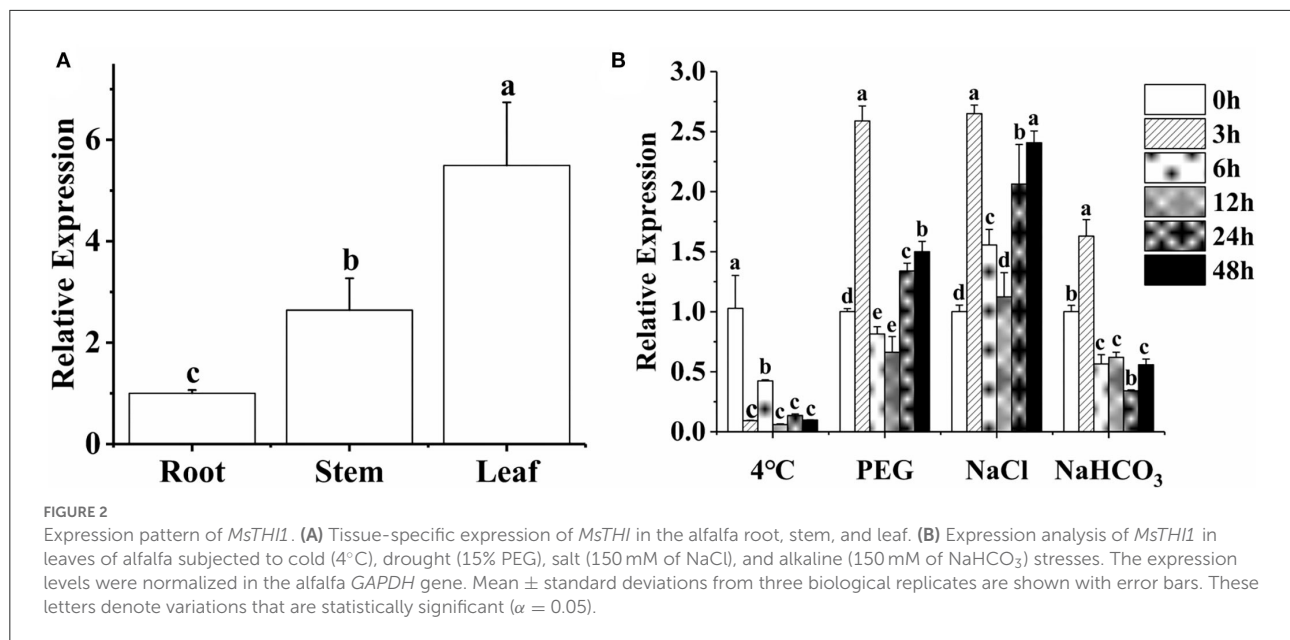 A
Relative Expression
6
4
2
0
c
b
a
Root Stem Leaf
B
Relative Expression
3.0
2.5
2.0
1.5
1.0
0.5
0.0
a c b c c c
d a e e c b
d a c d b a
b a c c b c
4°C PEG NaCl NaHCO₃
0h
3h
6h
12h
24h
48h
FIGURE 2
Expression pattern of MsTHI1. (A) Tissue-specific expression of MsTHI in the alfalfa root, stem, and leaf. (B) Expression analysis of MsTHI1 in
leaves of alfalfa subjected to cold (4°C), drought (15% PEG), salt (150 mM of NaCl), and alkaline (150 mM of NaHCO₃) stresses. The expression
levels were normalized in the alfalfa GAPDH gene. Mean ± standard deviations from three biological replicates are shown with error bars. These
letters denote variations that are statistically significant (α = 0.05).